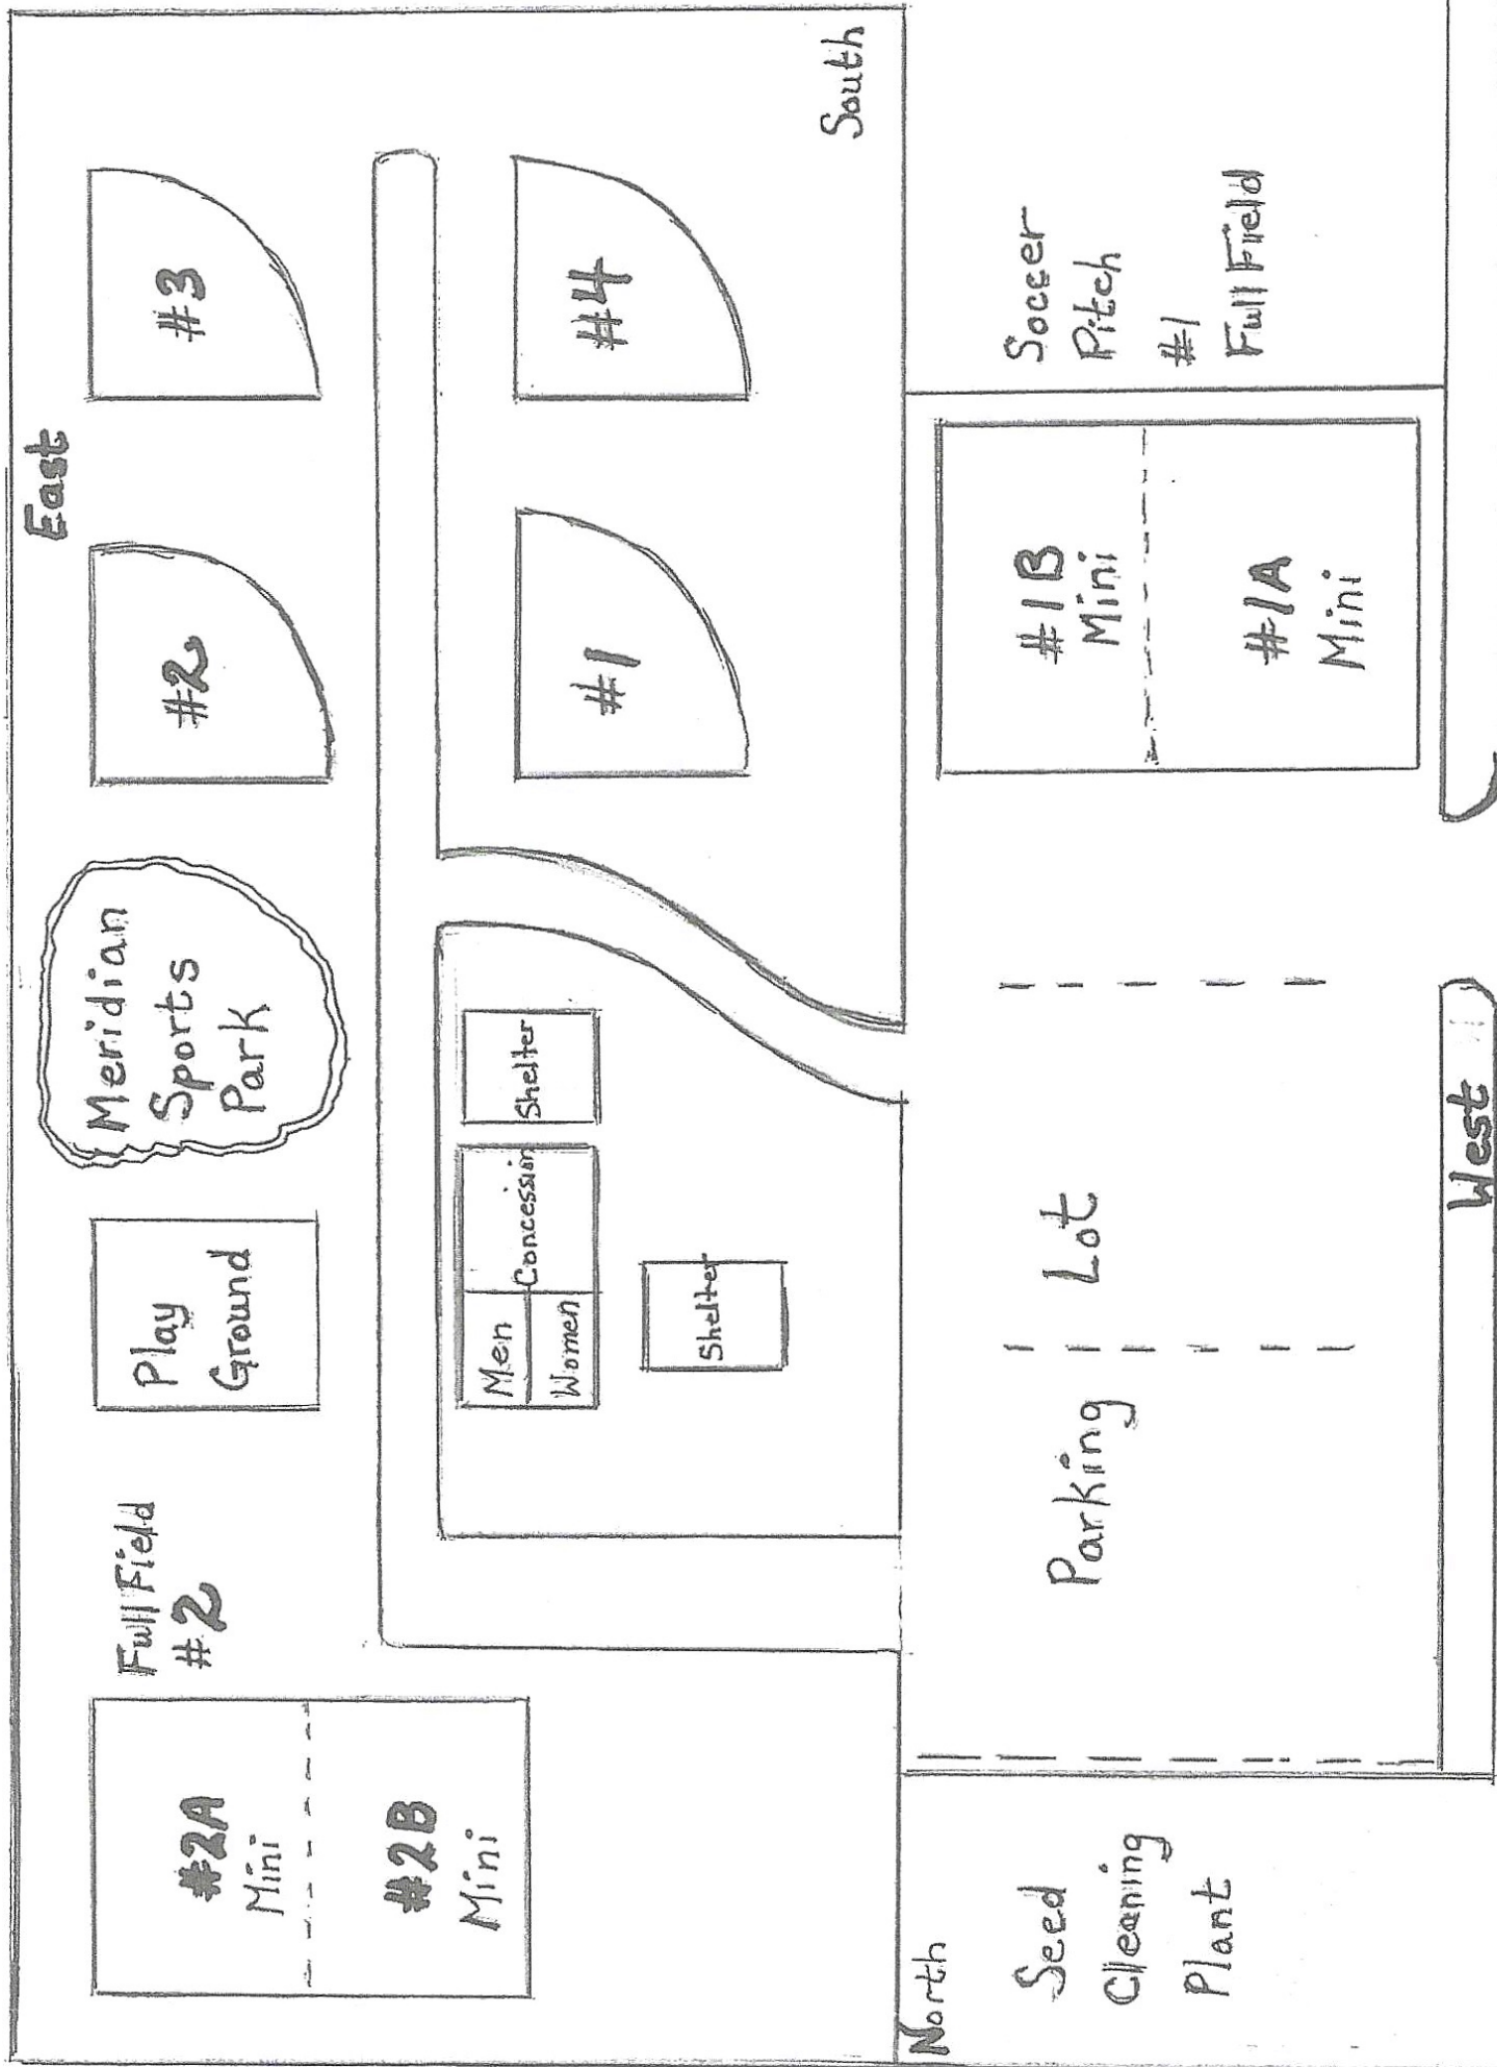 East
South
North
West
Meridian
Sports
Park
#2
#3
#1
#4
Play
Ground
Full Field
#2
#2A
Mini
#2B
Mini
Men
Women
Concession
Shelter
Shelter
Parking Lot
Seed
Cleaning
Plant
#1B
Mini
#1A
Mini
Soccer
Pitch
#1
Full Field